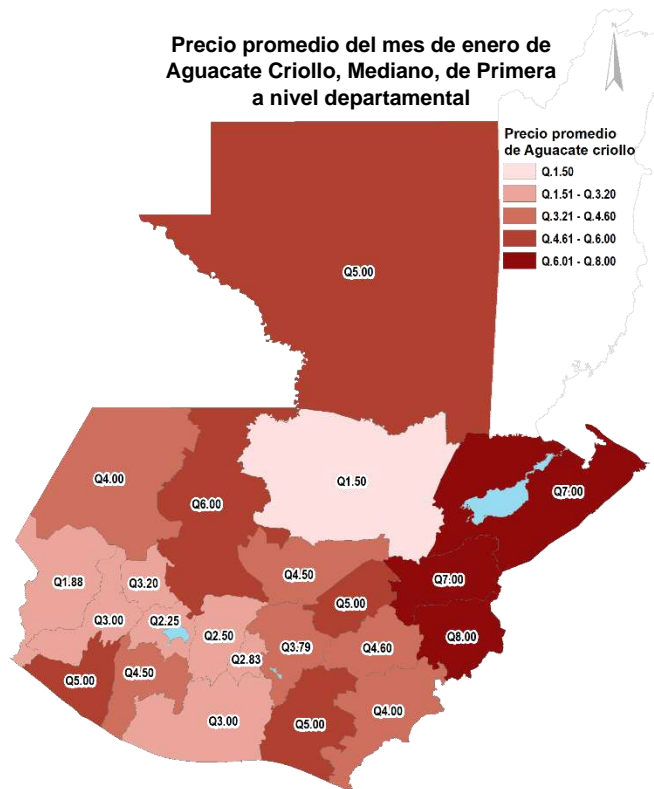 Precio promedio del mes de enero de
Aguacate Criollo, Mediano, de Primera
a nivel departamental
Precio promedio
de Aguacate criollo
Q.1.50
Q.1.51 - Q.3.20
Q.3.21 - Q.4.60
Q.4.61 - Q.6.00
Q.6.01 - Q.8.00
Q5.00
Q4.00
Q6.00
Q1.50
Q7.00
Q1.88
Q3.20
Q4.50
Q7.00
Q5.00
Q3.00
Q2.25
Q2.50
Q3.79
Q4.60
Q8.00
Q2.83
Q5.00
Q4.50
Q3.00
Q5.00
Q4.00